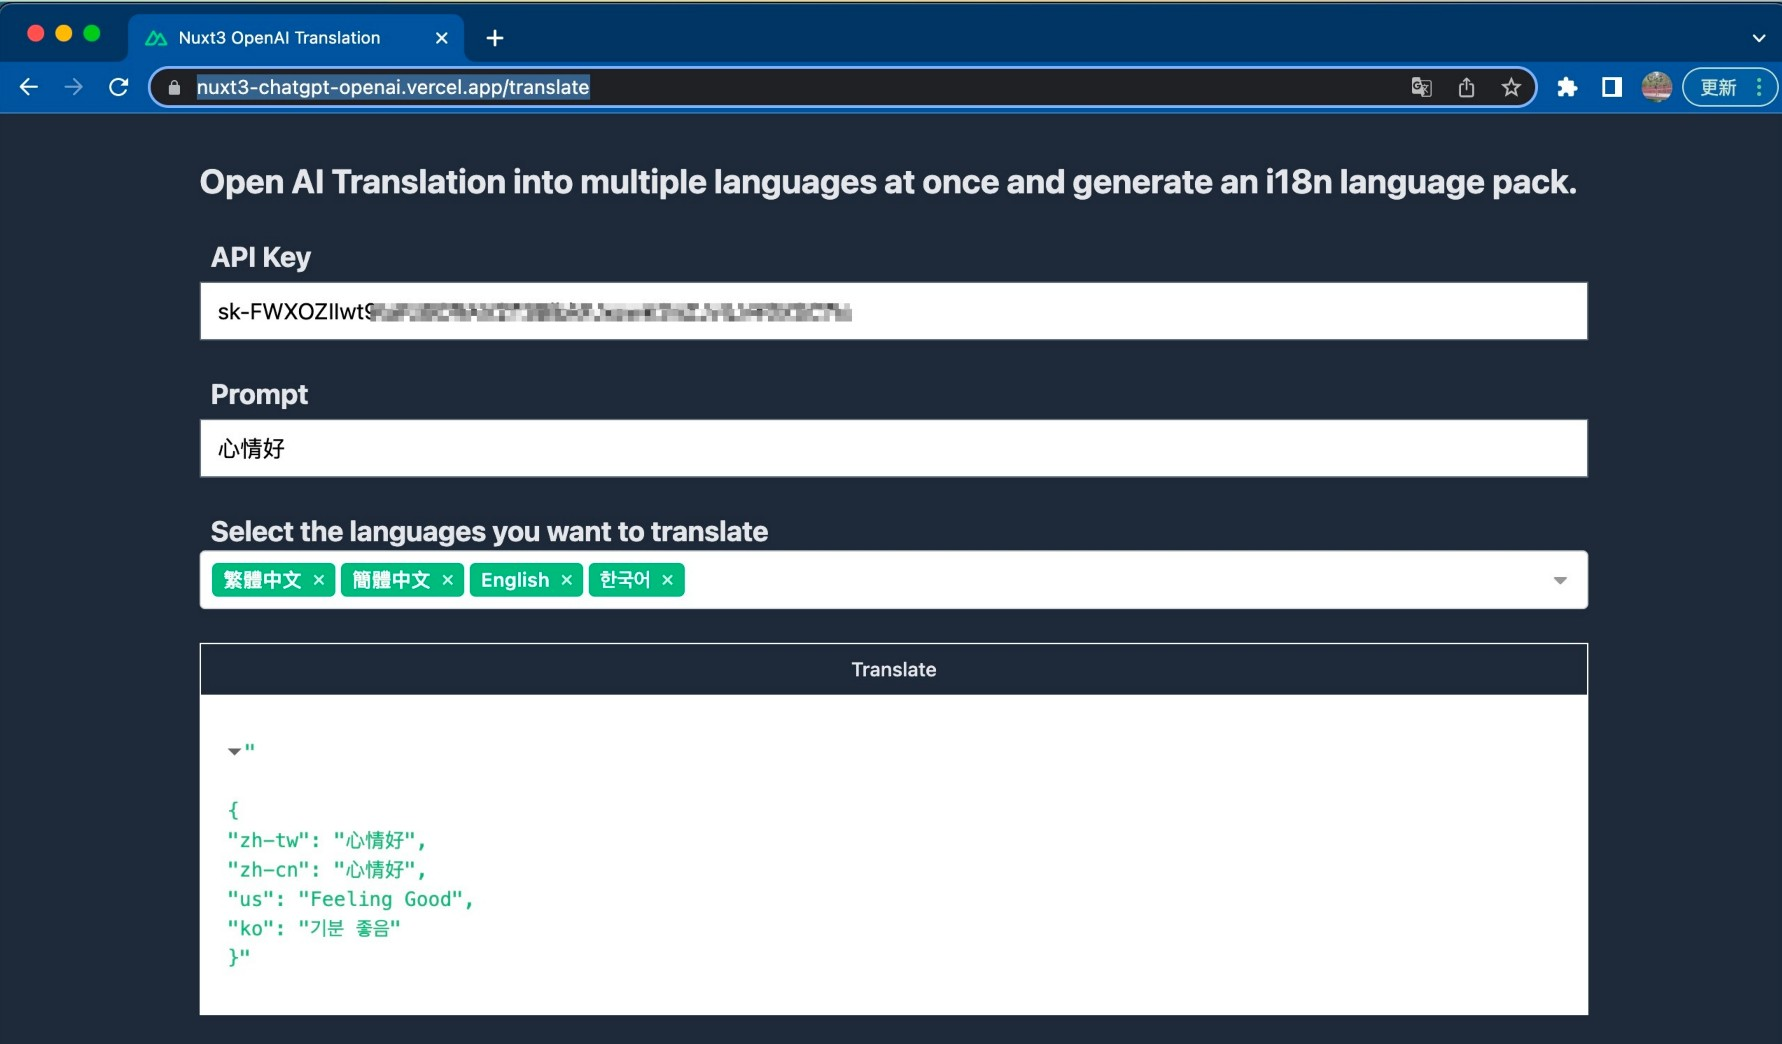 Nuxt3 OpenAI Translation
nuxt3-chatgpt-openai.vercel.app/translate
更新
Open AI Translation into multiple languages at once and generate an i18n language pack.
API Key
sk-FWXOZIlwt9
Prompt
心情好
Select the languages you want to translate
繁體中文 × 簡體中文 × English × 한국어 ×
Translate
"
{
"zh-tw": "心情好",
"zh-cn": "心情好",
"us": "Feeling Good",
"ko": "기분 좋음"
}"